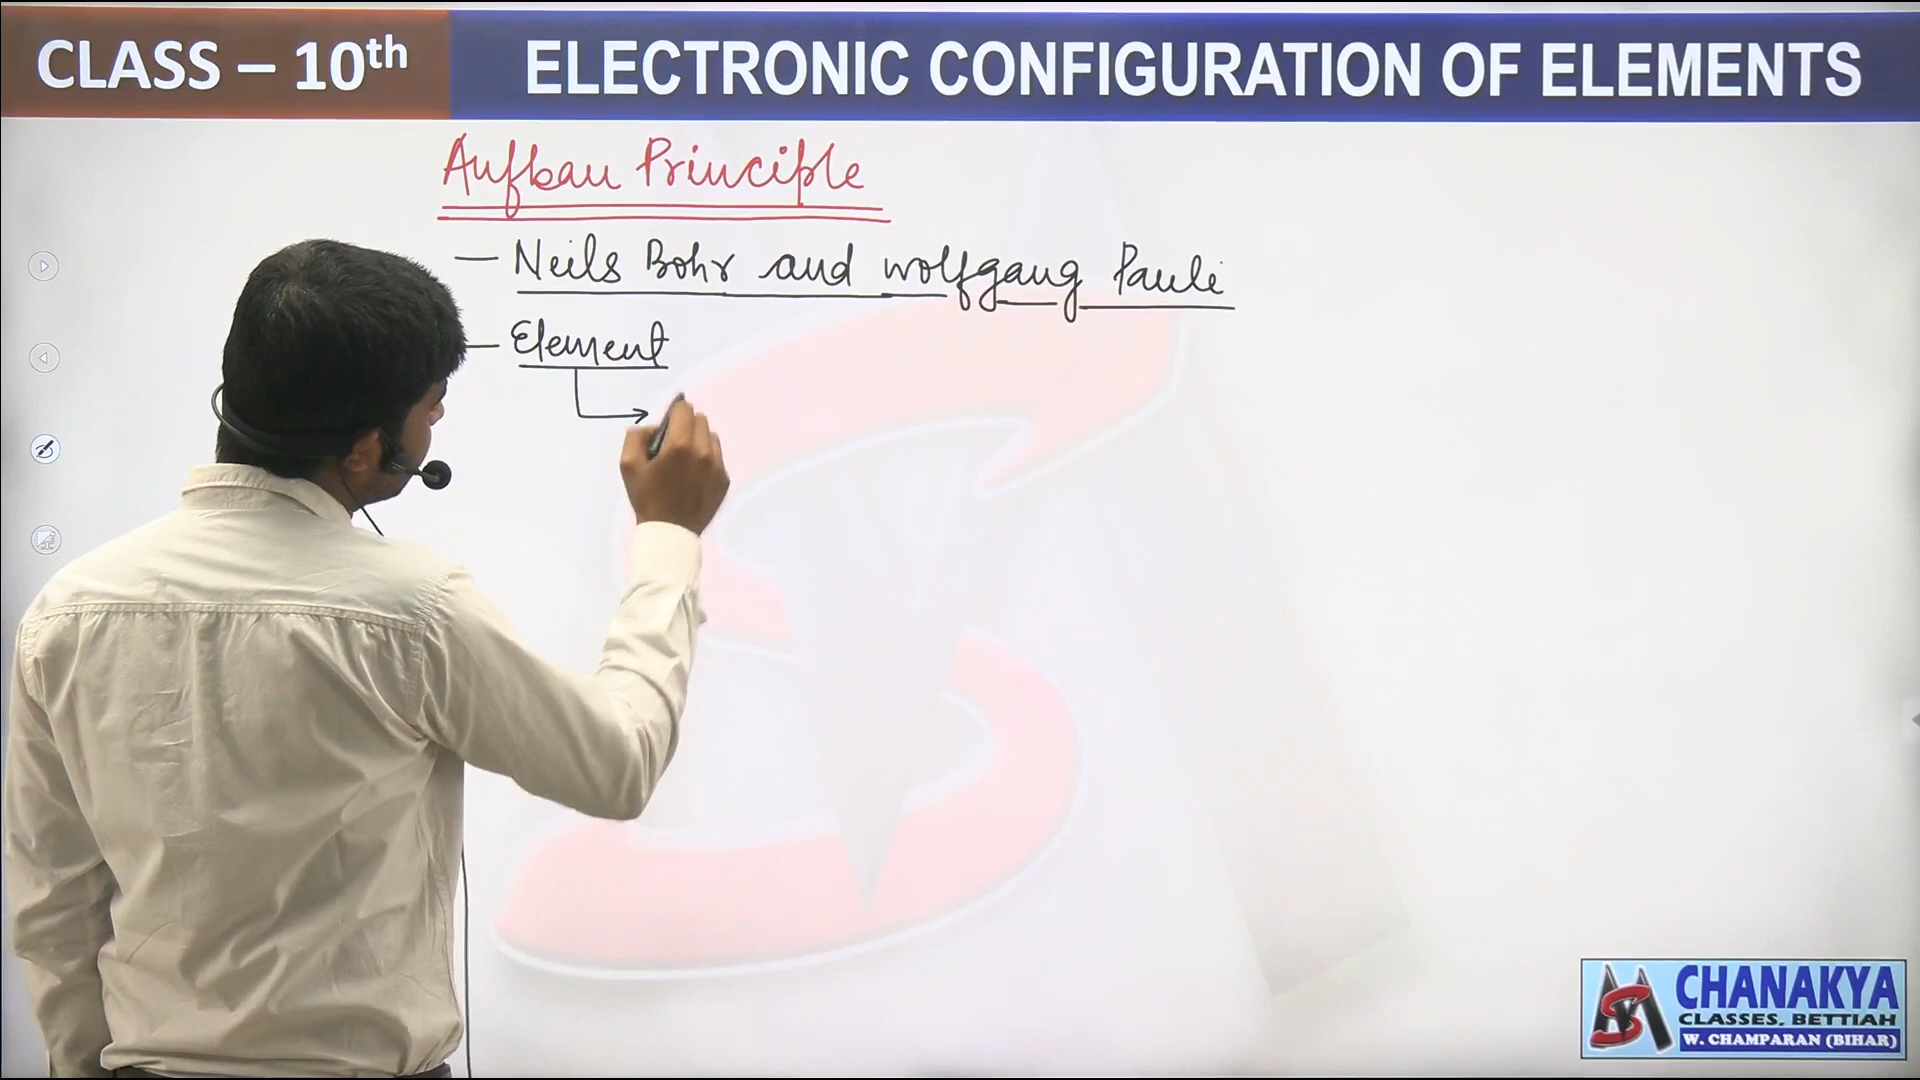 CLASS – 10th
ELECTRONIC CONFIGURATION OF ELEMENTS
Aufbau Principle
— Neils Bohr and wolfgang Pauli
— Element
CHANAKYA
CLASSES, BETTIAH
W. CHAMPARAN (BIHAR)